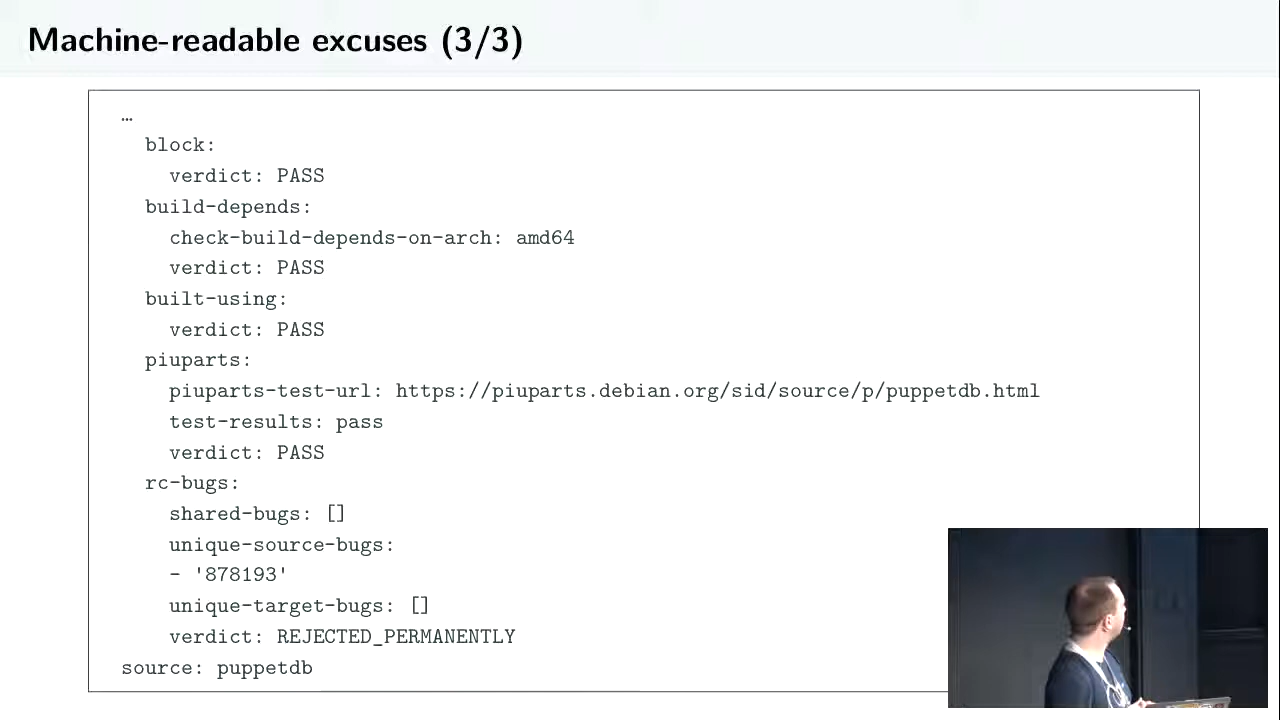 Machine-readable excuses (3/3)
…
block:
verdict: PASS
build-depends:
check-build-depends-on-arch: amd64
verdict: PASS
built-using:
verdict: PASS
piuparts:
piuparts-test-url: https://piuparts.debian.org/sid/source/p/puppetdb.html
test-results: pass
verdict: PASS
rc-bugs:
shared-bugs: []
unique-source-bugs:
- '878193'
unique-target-bugs: []
verdict: REJECTED_PERMANENTLY
source: puppetdb